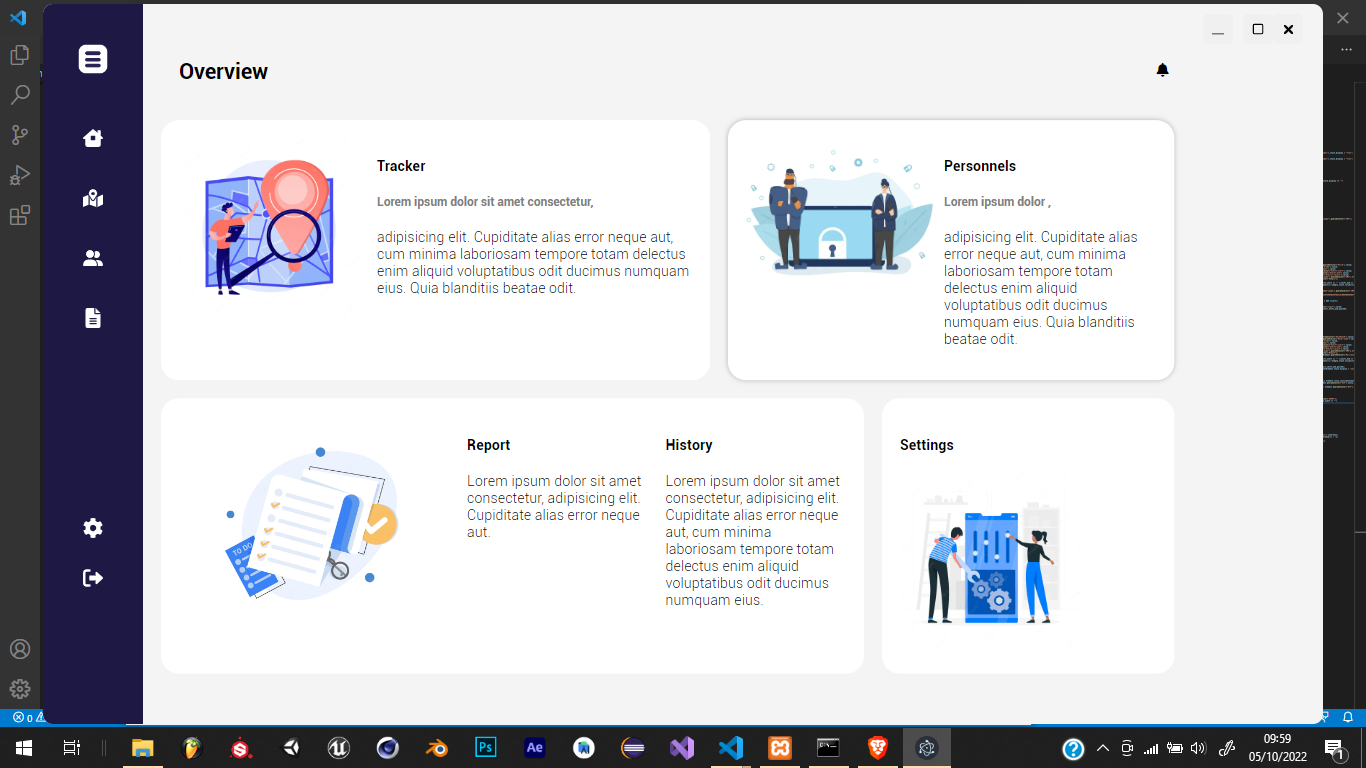 Overview
Tracker
Lorem ipsum dolor sit amet consectetur,
adipisicing elit. Cupiditate alias error neque aut,
cum minima laboriosam tempore totam delectus
enim aliquid voluptatibus odit ducimus numquam
eius. Quia blanditiis beatae odit.
Personnels
Lorem ipsum dolor ,
adipisicing elit. Cupiditate alias
error neque aut, cum minima
laboriosam tempore totam
delectus enim aliquid
voluptatibus odit ducimus
numquam eius. Quia blanditiis
beatae odit.
TO DO
Report
Lorem ipsum dolor sit amet
consectetur, adipisicing elit.
Cupiditate alias error neque
aut.
History
Lorem ipsum dolor sit amet
consectetur, adipisicing elit.
Cupiditate alias error neque
aut, cum minima
laboriosam tempore totam
delectus enim aliquid
voluptatibus odit ducimus
numquam eius.
Settings
0
Ps
Ae
09:59
05/10/2022
1